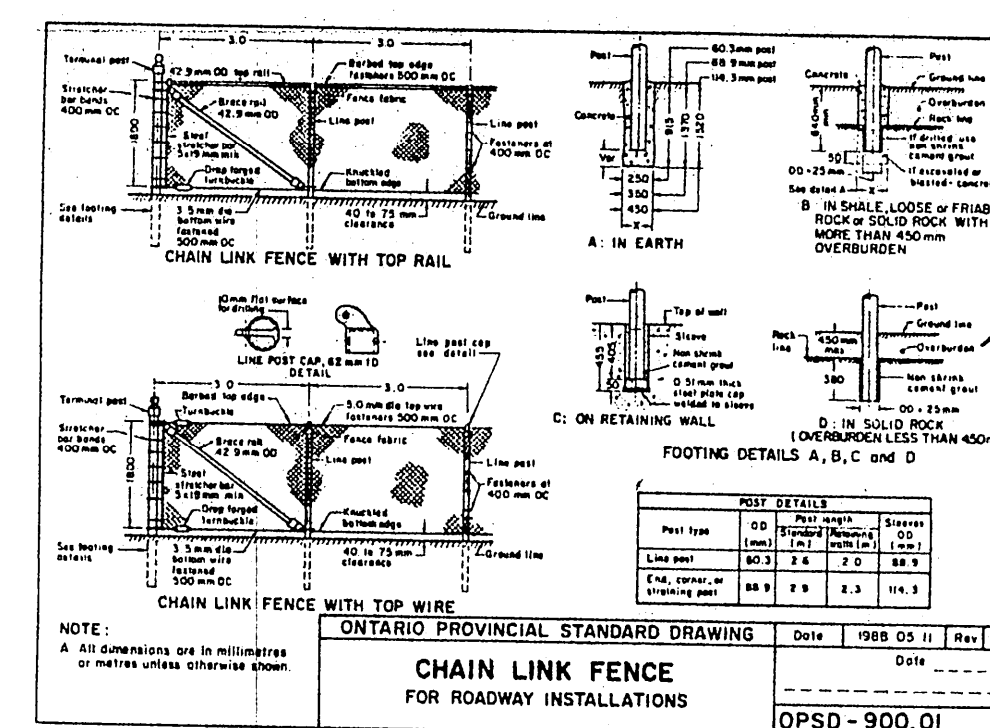 3.0
3.0
Terminal post
42.9 mm OD top rail
Barbed top edge
fasteners 500 mm OC
Stretcher
bar bands
400 mm OC
Brace rail
42.9 mm OD
Fence fabric
Line post
Line post
Fasteners at
400 mm OC
1800
Steel
stretcher bar
5x19 mm min
Drop forged
turnbuckle
Knuckled
bottom edge
See footing
details
3.5 mm dia
bottom wire
fastened
500 mm OC
40 to 75 mm
clearance
Ground line
CHAIN LINK FENCE WITH TOP RAIL
Post
60.3 mm post
88.9 mm post
114.3 mm post
Concrete
915
1370
1520
Var
250
360
450
X
A: IN EARTH
Post
Concrete
Ground line
Overburden
Rock line
640mm
If drilled use
non shrink
cement grout
50
OD + 25 mm
If excavated or
blasted - concre
See detail A
X
B IN SHALE, LOOSE or FRIAB
ROCK or SOLID ROCK WITH
MORE THAN 450 mm
OVERBURDEN
10 mm flat surface
for drilling
LINE POST CAP, 62 mm ID
DETAIL
Line post cap
see detail
Post
Top of wall
Sleeve
455
405
50
Non shrink
cement grout
0.51 mm thick
steel plate cap
welded to sleeve
C: ON RETAINING WALL
Post
Ground line
Rock
line
450 mm
max
Overburden
380
Non shrink
cement grout
OD + 25 mm
D: IN SOLID ROCK
(OVERBURDEN LESS THAN 450m
FOOTING DETAILS A, B, C and D
3.0
3.0
Terminal post
Barbed top edge
Turnbuckle
5.0 mm dia top wire
fasteners 500 mm OC
Stretcher
bar bands
400 mm OC
Brace rail
42.9 mm OD
Fence fabric
Line post
Line post
Fasteners at
400 mm OC
1800
Steel
stretcher bar
5x19 mm min
Drop forged
turnbuckle
Knuckled
bottom edge
See footing
details
3.5 mm dia
bottom wire
fastened
500 mm OC
40 to 75 mm
clearance
Ground line
CHAIN LINK FENCE WITH TOP WIRE
POST DETAILS
Post type OD (mm) Post length Standard (m) Retaining walls (m) Sleeves OD (mm)
Line post 60.3 2.6 2.0 88.9
End, corner, or straining post 88.9 2.9 2.3 114.3
NOTE:
A All dimensions are in millimetres
or metres unless otherwise shown.
ONTARIO PROVINCIAL STANDARD DRAWING
Date 1988 05 11 Rev
CHAIN LINK FENCE
FOR ROADWAY INSTALLATIONS
Date
OPSD - 900.01